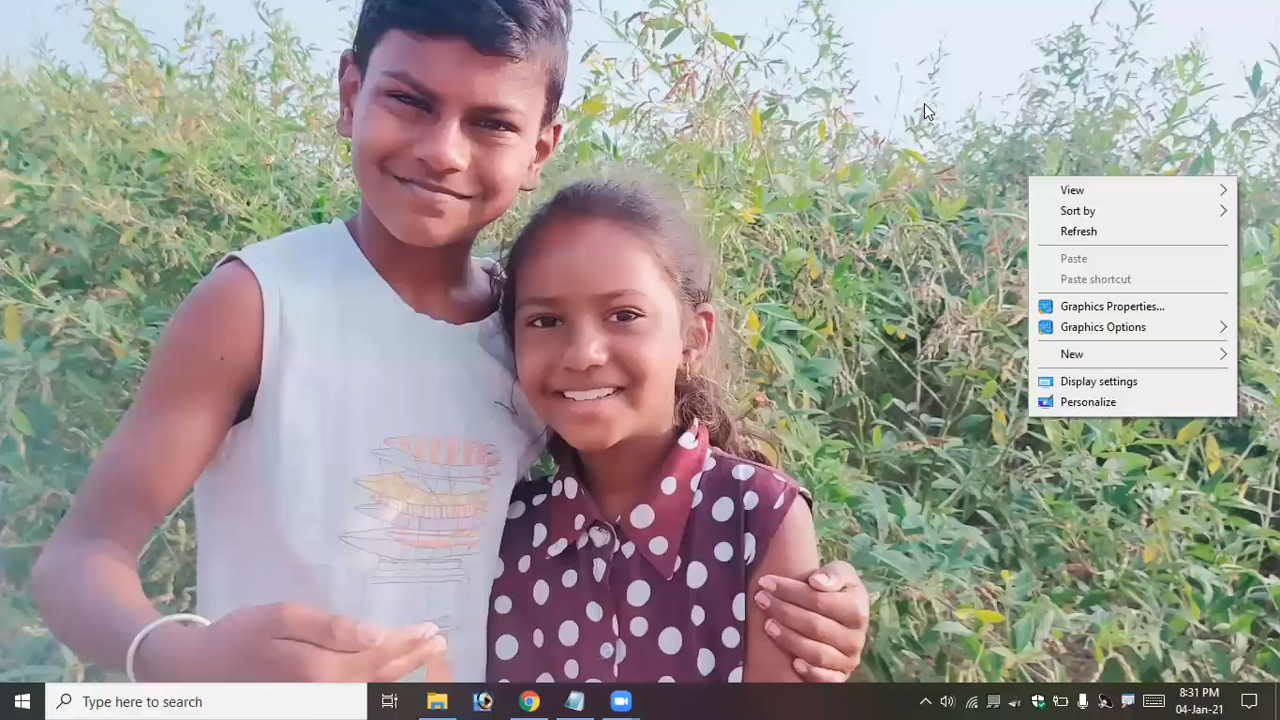 View
Sort by
Refresh
Paste
Paste shortcut
Graphics Properties...
Graphics Options
New
Display settings
Personalize
Type here to search
8:31 PM
04-Jan-21